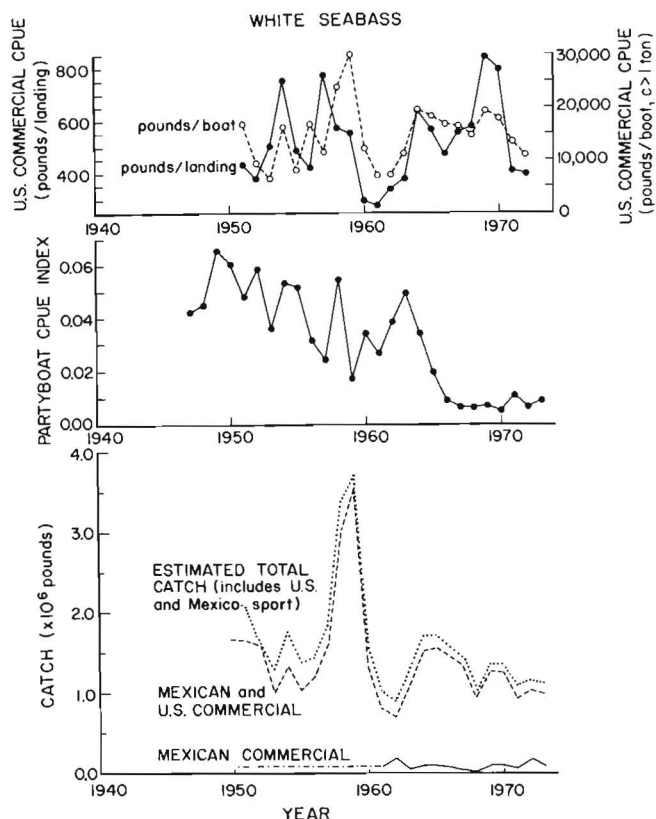 WHITE SEABASS
U.S. COMMERCIAL CPUE
(pounds/landing)
800
600
400
pounds/boat
pounds/landing
30,000
20,000
10,000
0
U.S. COMMERCIAL CPUE
(pounds/boat, c>1 ton)
1940
1950
1960
1970
PARTYBOAT CPUE INDEX
0.06
0.04
0.02
0.00
1940
1950
1960
1970
CATCH (x10⁶ pounds)
4.0
3.0
2.0
1.0
0.0
ESTIMATED TOTAL
CATCH (includes U.S.
and Mexico sport)
MEXICAN and
U.S. COMMERCIAL
MEXICAN COMMERCIAL
1940
1950
1960
1970
YEAR